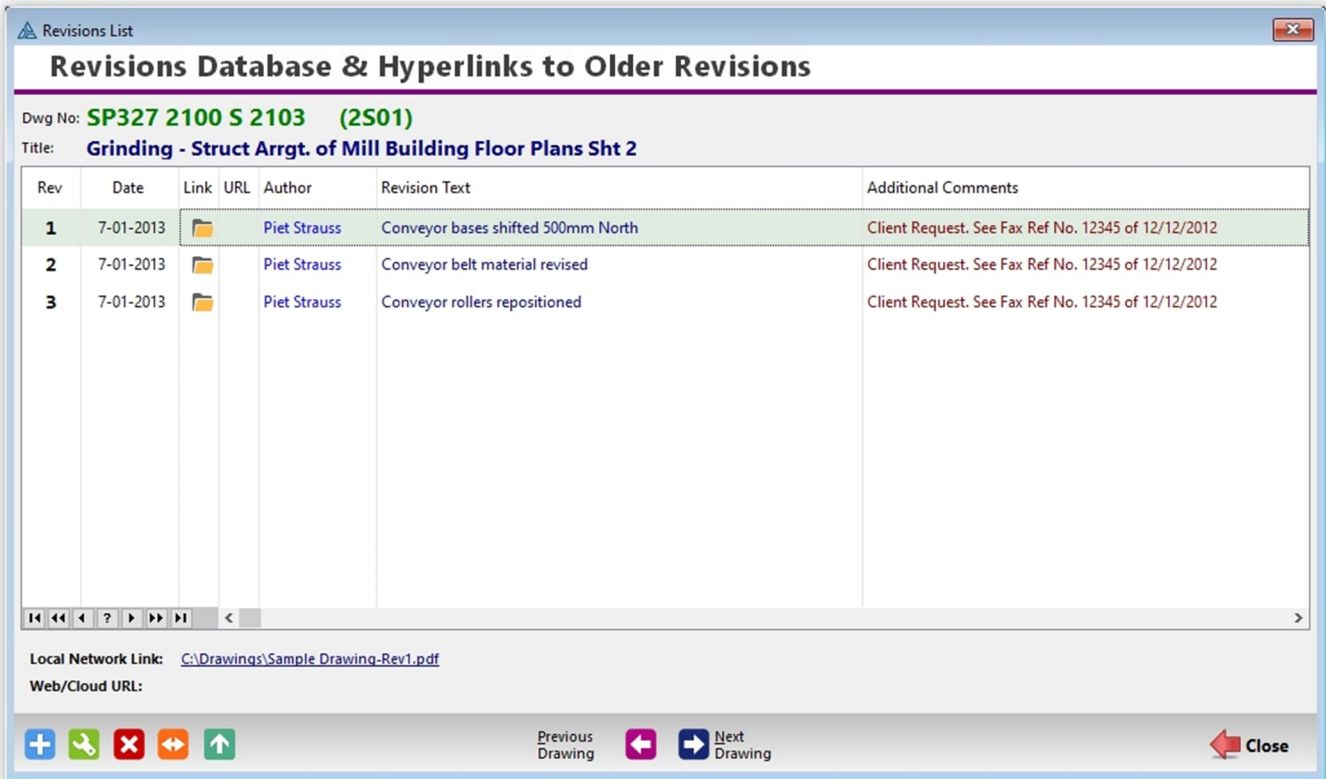 Revisions List
Revisions Database & Hyperlinks to Older Revisions
Dwg No: SP327 2100 S 2103 (2S01)
Title: Grinding - Struct Arrgt. of Mill Building Floor Plans Sht 2
Rev Date Link URL Author Revision Text Additional Comments
1 7-01-2013 Piet Strauss Conveyor bases shifted 500mm North Client Request. See Fax Ref No. 12345 of 12/12/2012
2 7-01-2013 Piet Strauss Conveyor belt material revised Client Request. See Fax Ref No. 12345 of 12/12/2012
3 7-01-2013 Piet Strauss Conveyor rollers repositioned Client Request. See Fax Ref No. 12345 of 12/12/2012
?
Local Network Link: C:\Drawings\Sample Drawing-Rev1.pdf
Web/Cloud URL:
Previous
Drawing
Next
Drawing
Close